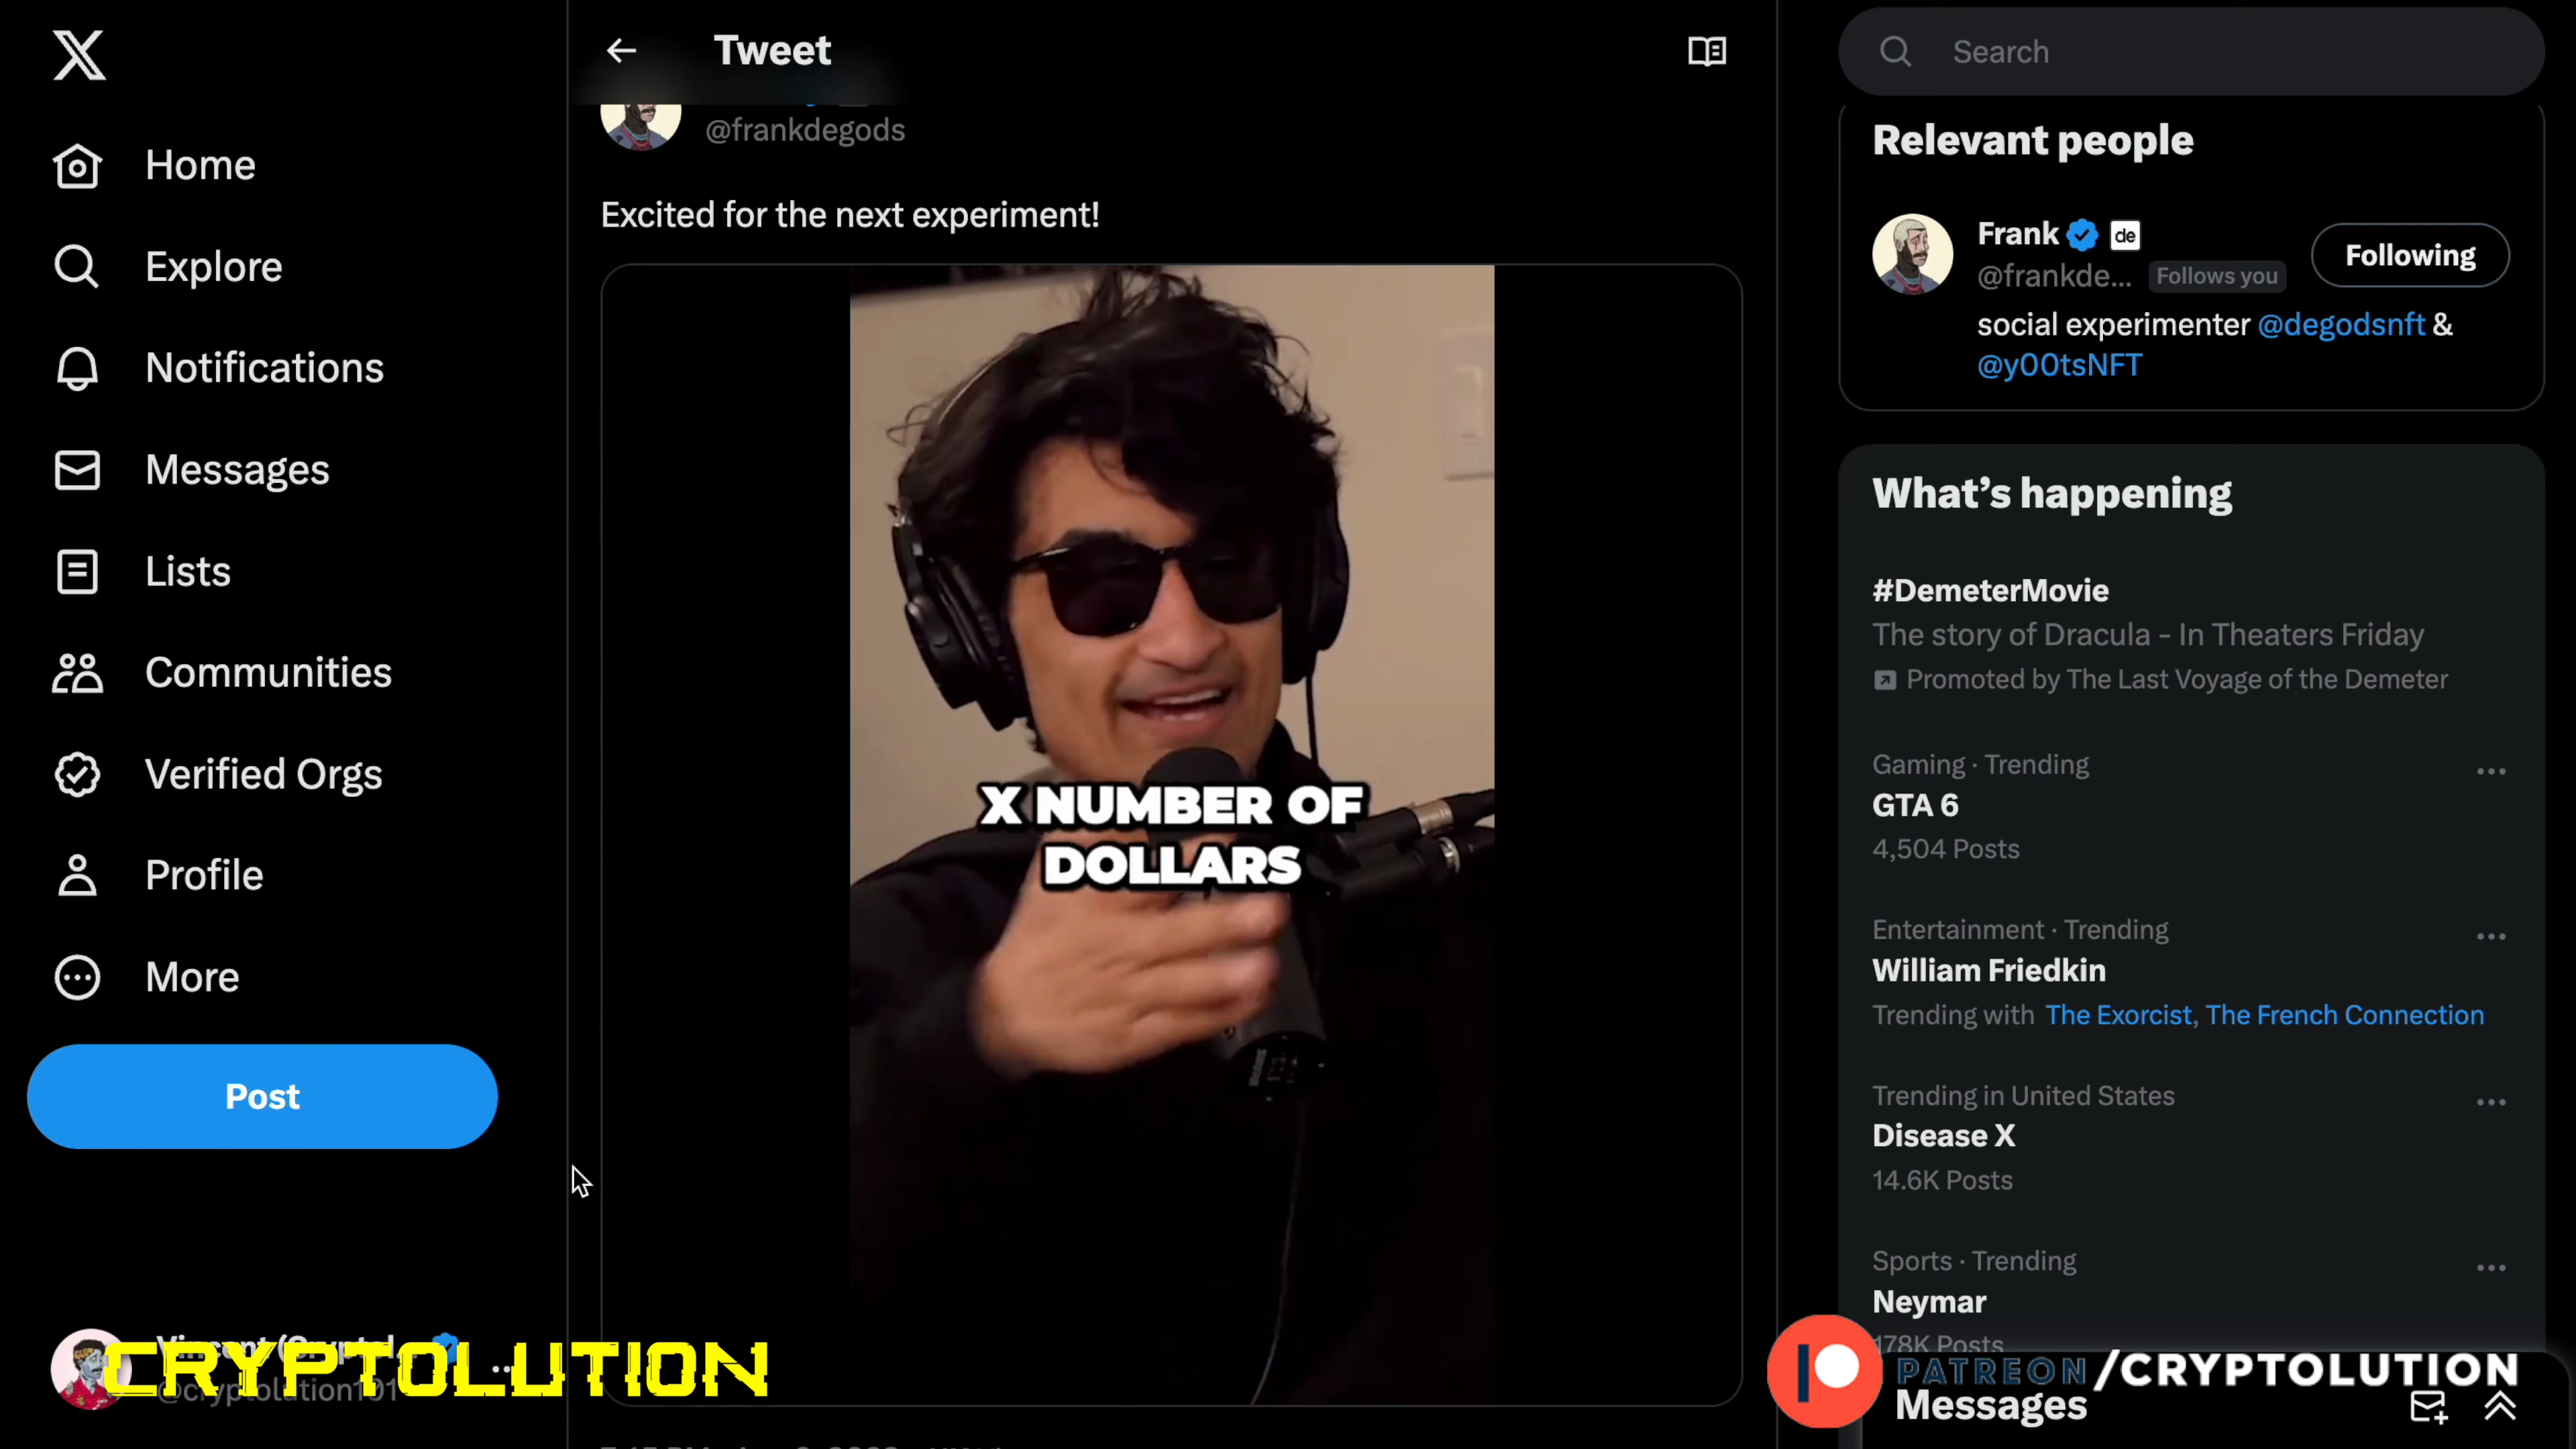 Home
Explore
Notifications
Messages
Lists
Communities
Verified Orgs
Profile
More
Post
@cryptolution101
CRYPTOLUTION
Tweet
@frankdegods
Excited for the next experiment!
X NUMBER OF
DOLLARS
Search
Relevant people
Frank de
@frankde... Follows you
Following
social experimenter @degodsnft &
@y00tsNFT
What's happening
#DemeterMovie
The story of Dracula - In Theaters Friday
Promoted by The Last Voyage of the Demeter
Gaming · Trending
GTA 6
4,504 Posts
Entertainment · Trending
William Friedkin
Trending with The Exorcist, The French Connection
Trending in United States
Disease X
14.6K Posts
Sports · Trending
Neymar
178K Posts
PATREON/CRYPTOLUTION
Messages